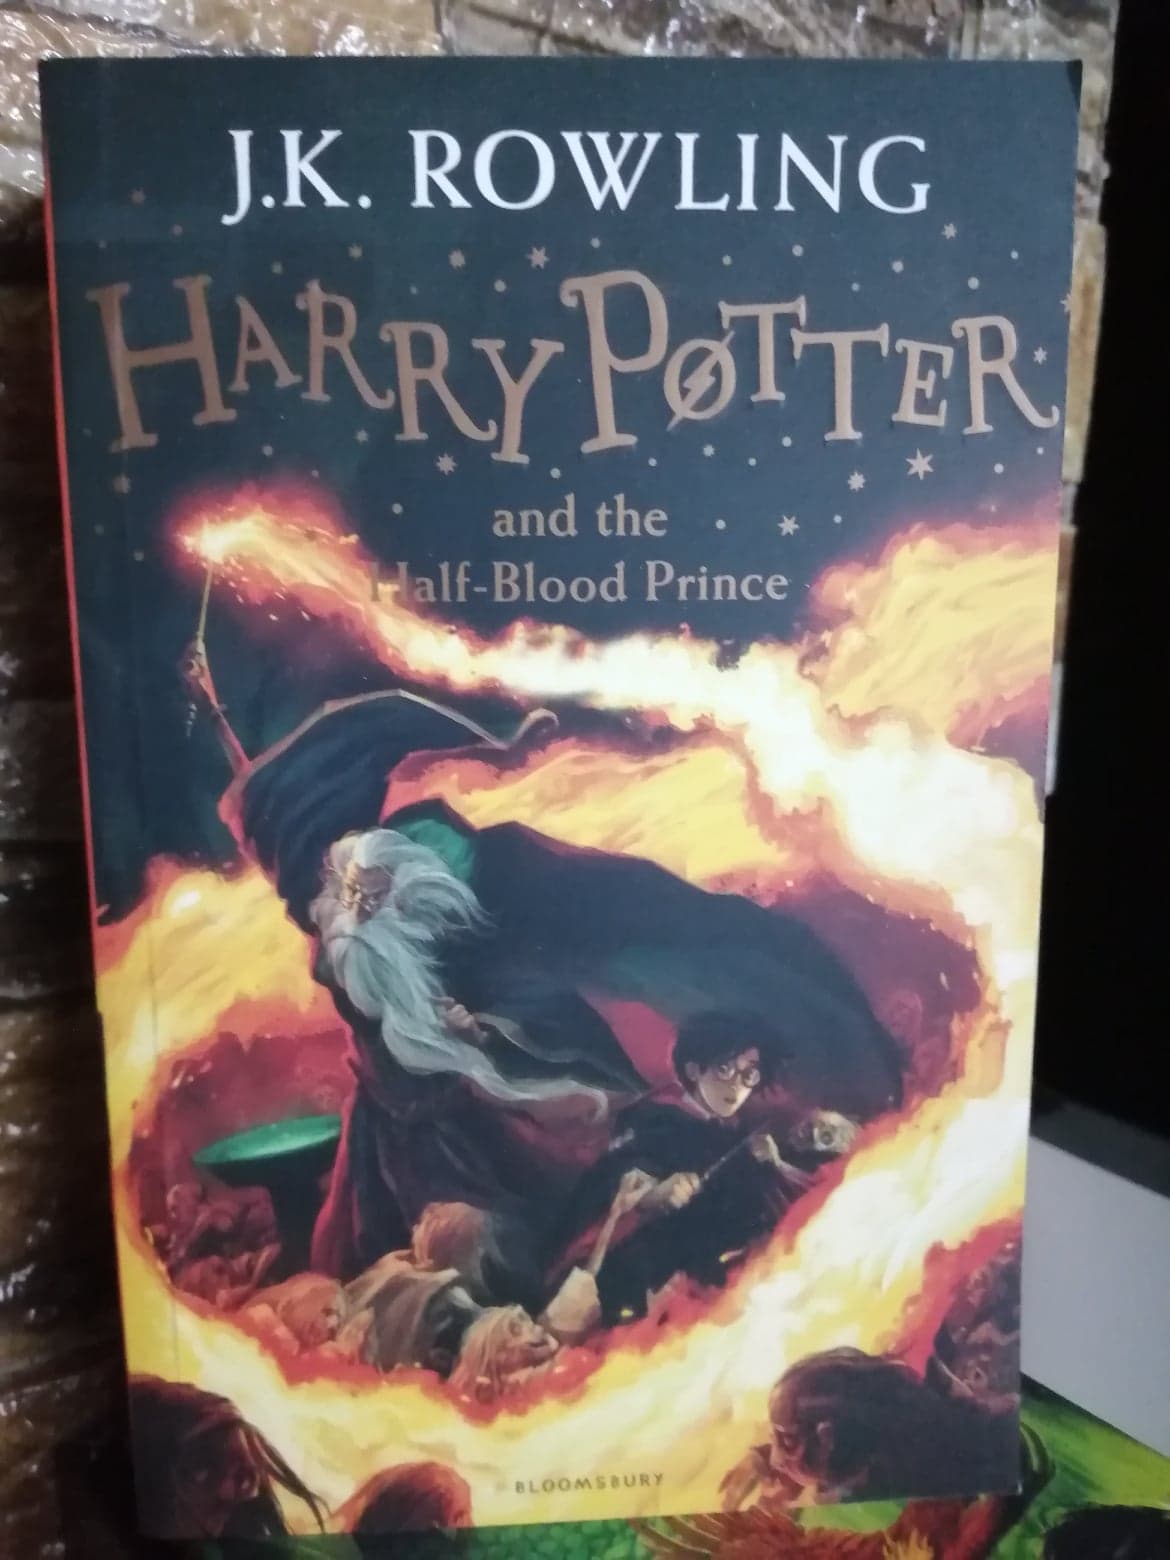 J.K. ROWLING
HARRY POTTER
and the
Half-Blood Prince
BLOOMSBURY